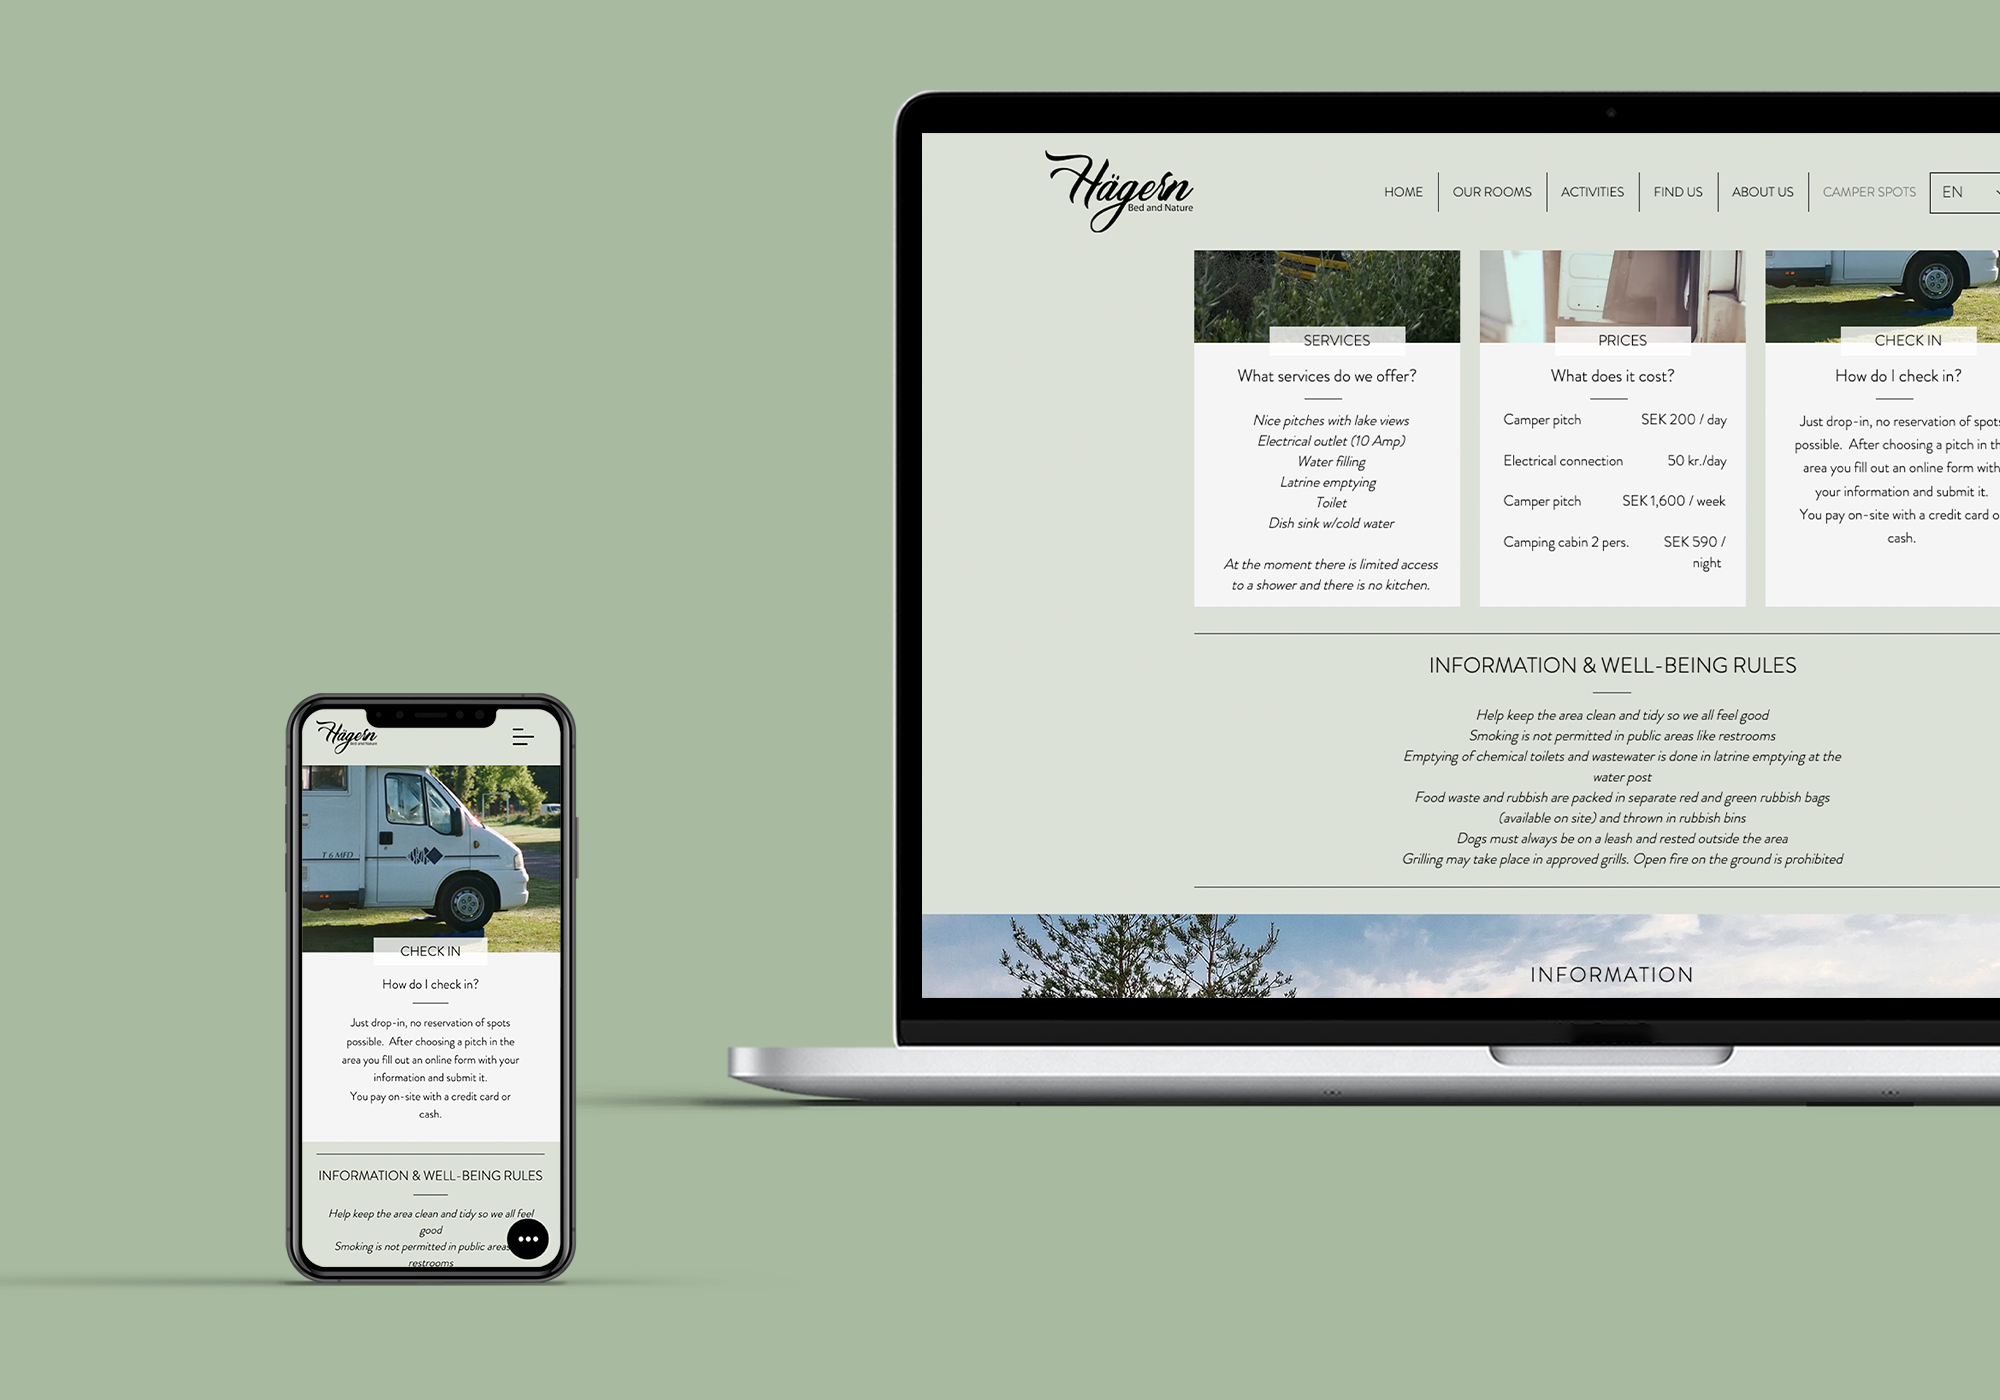 Hägern
Bed and Nature
HOME
OUR ROOMS
ACTIVITIES
FIND US
ABOUT US
CAMPER SPOTS
EN
SERVICES
What services do we offer?
Nice pitches with lake views
Electrical outlet (10 Amp)
Water filling
Latrine emptying
Toilet
Dish sink w/cold water
At the moment there is limited access
to a shower and there is no kitchen.
PRICES
What does it cost?
Camper pitch SEK 200 / day
Electrical connection 50 kr./day
Camper pitch SEK 1,600 / week
Camping cabin 2 pers. SEK 590 /
night
CHECK IN
How do I check in?
Just drop-in, no reservation of spots
possible. After choosing a pitch in th
area you fill out an online form with
your information and submit it.
You pay on-site with a credit card o
cash.
INFORMATION & WELL-BEING RULES
Help keep the area clean and tidy so we all feel good
Smoking is not permitted in public areas like restrooms
Emptying of chemical toilets and wastewater is done in latrine emptying at the
water post
Food waste and rubbish are packed in separate red and green rubbish bags
(available on site) and thrown in rubbish bins
Dogs must always be on a leash and rested outside the area
Grilling may take place in approved grills. Open fire on the ground is prohibited
INFORMATION
Hägern
Bed and Nature
T 6 MFD
CHECK IN
How do I check in?
Just drop-in, no reservation of spots
possible. After choosing a pitch in the
area you fill out an online form with your
information and submit it.
You pay on-site with a credit card or
cash.
INFORMATION & WELL-BEING RULES
Help keep the area clean and tidy so we all feel
good
Smoking is not permitted in public areas
restrooms